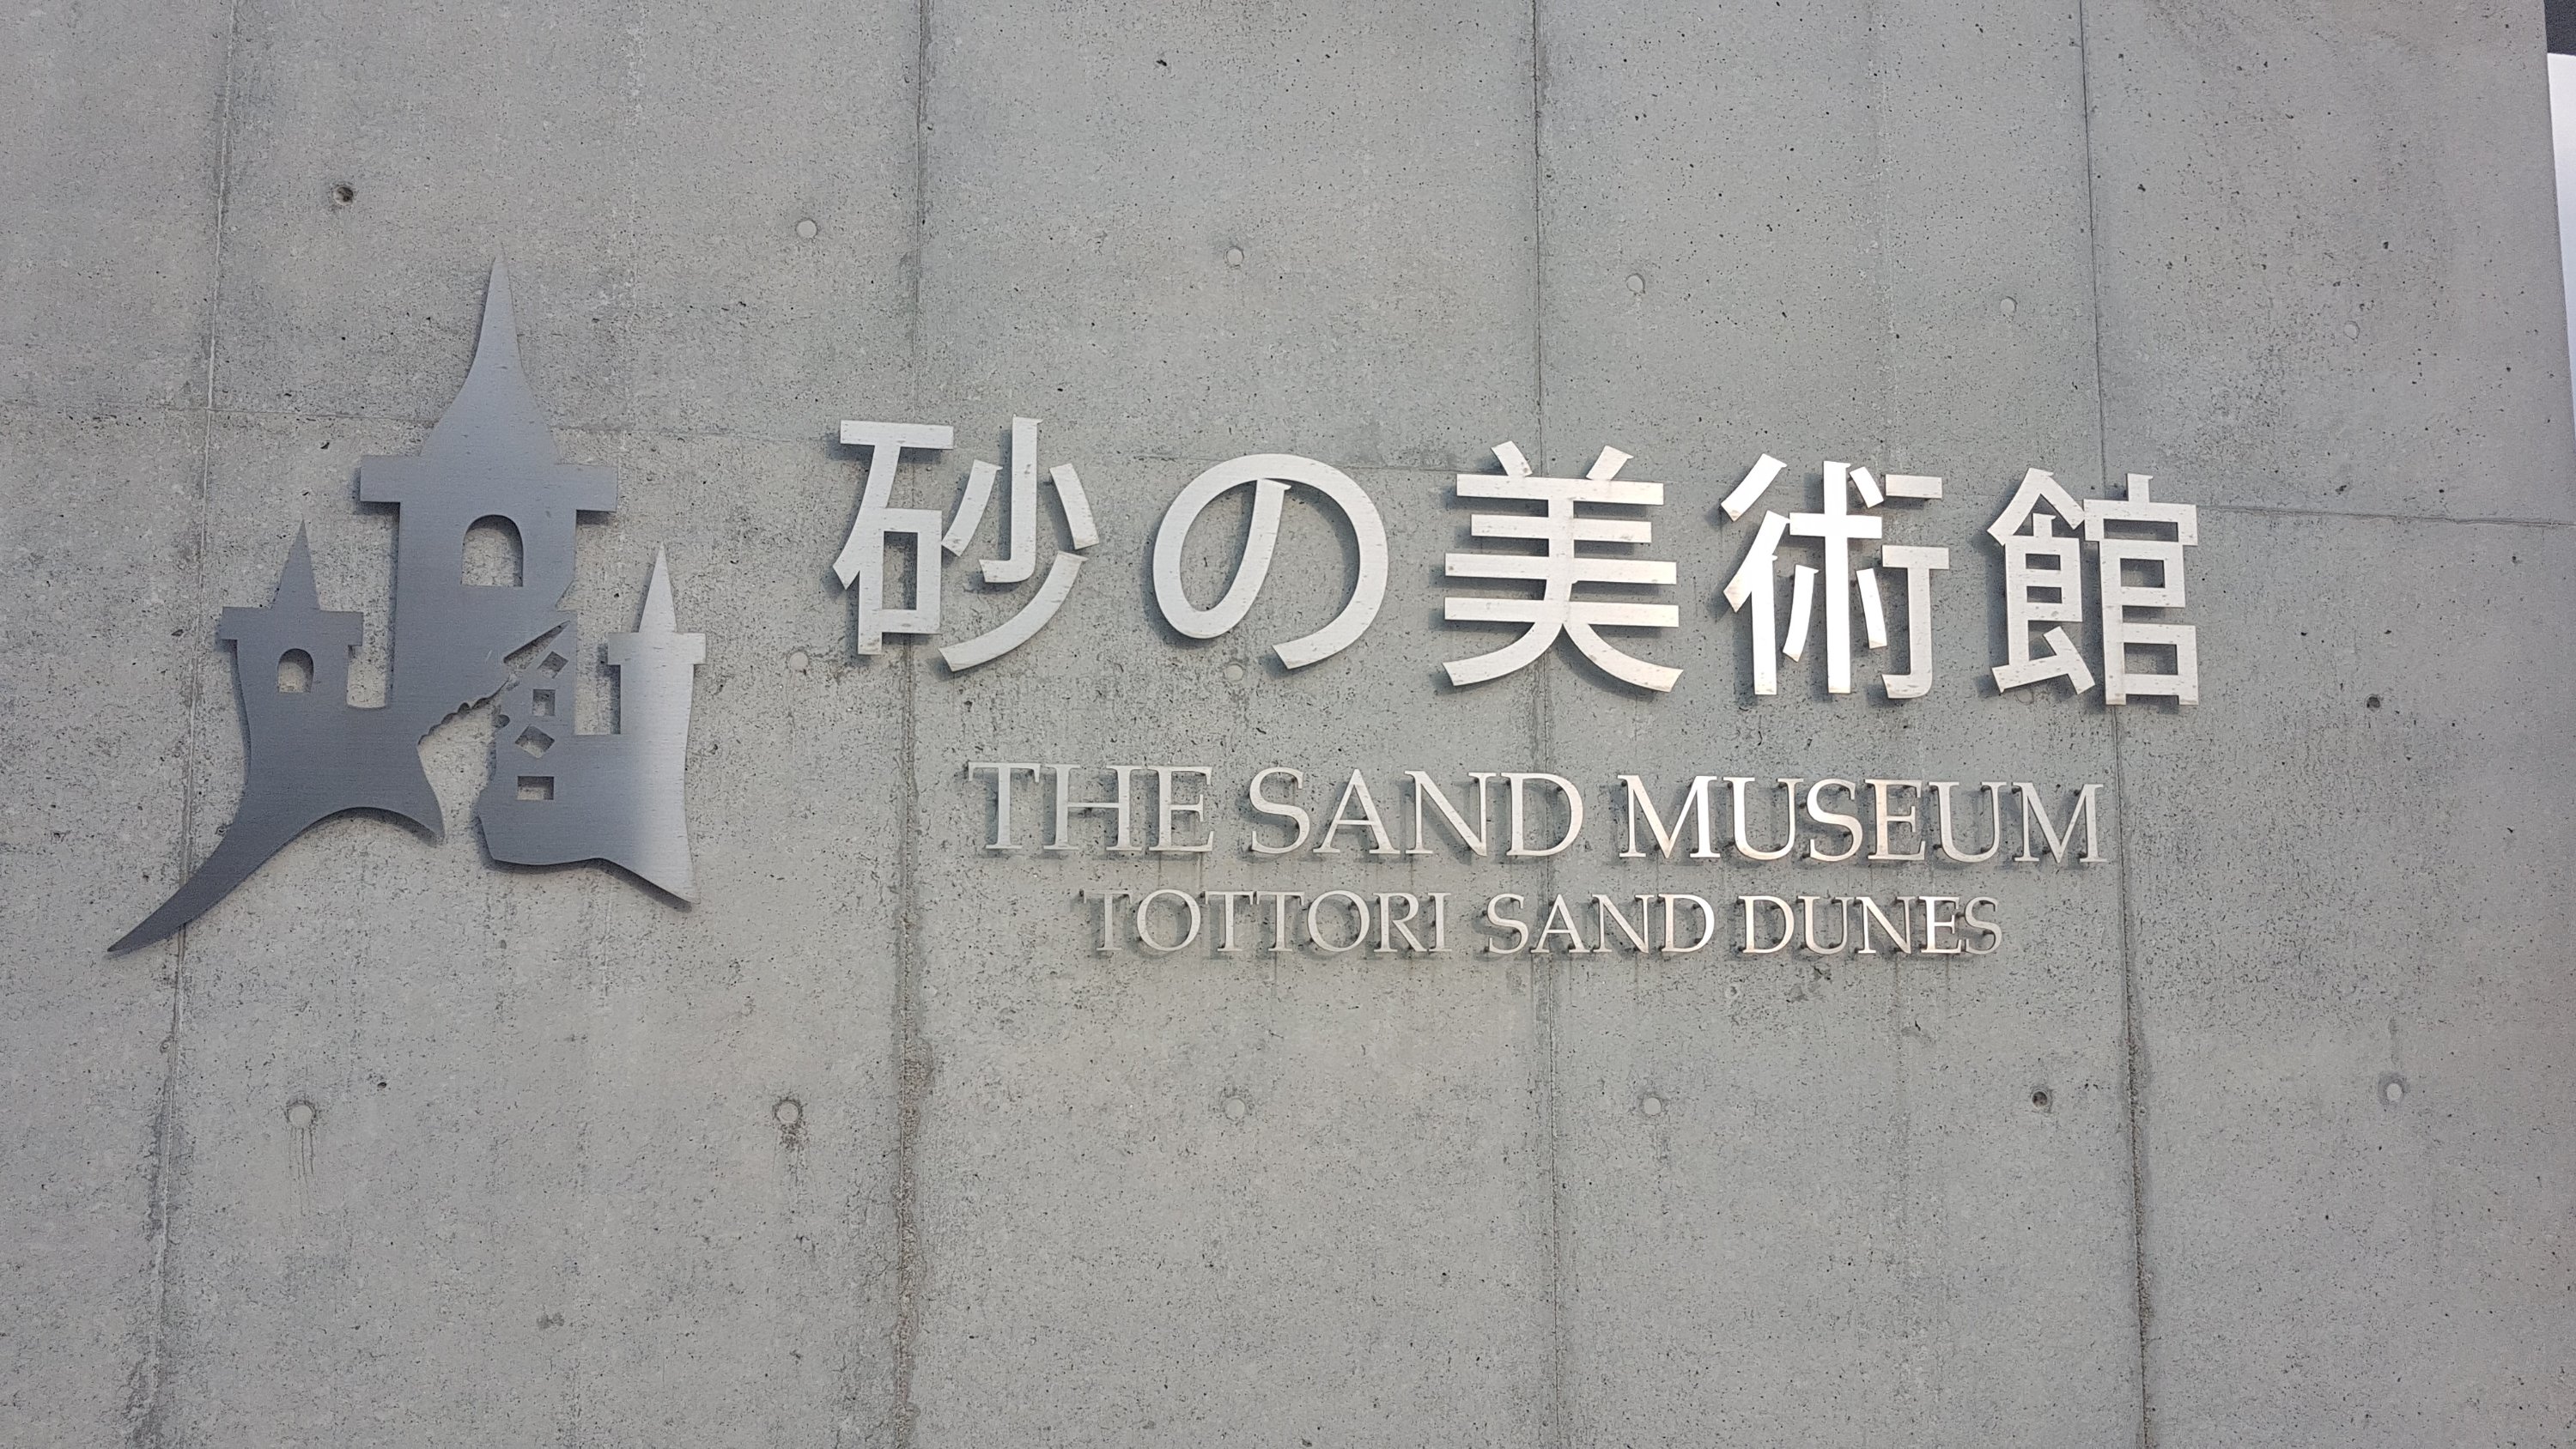 砂の美術館
THE SAND MUSEUM
TOTTORI SAND DUNES